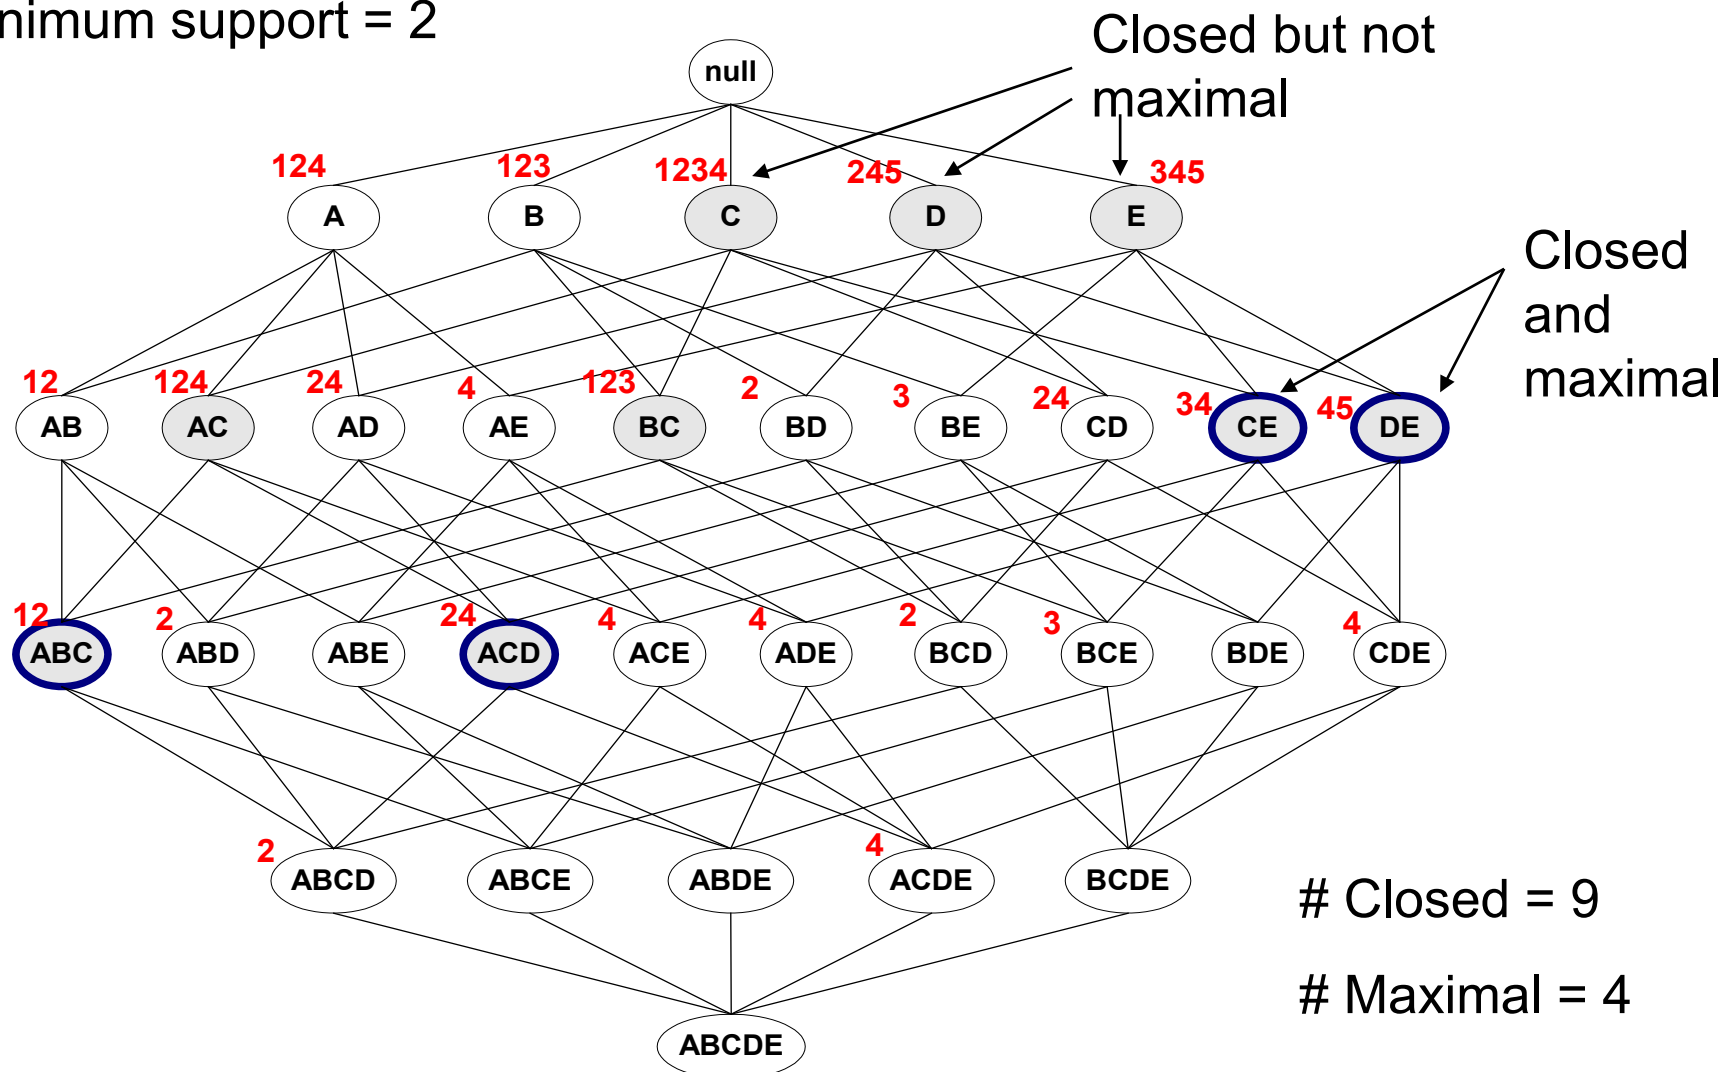 nimum support = 2
Closed but not
maximal
null
124 123 1234 245 345
A B C D E
Closed
and
maximal
12 124 24 4 123 2 3 24 34 45
AB AC AD AE BC BD BE CD CE DE
12 2 24 4 4 2 3 4
ABC ABD ABE ACD ACE ADE BCD BCE BDE CDE
2 4
ABCD ABCE ABDE ACDE BCDE
# Closed = 9
# Maximal = 4
ABCDE